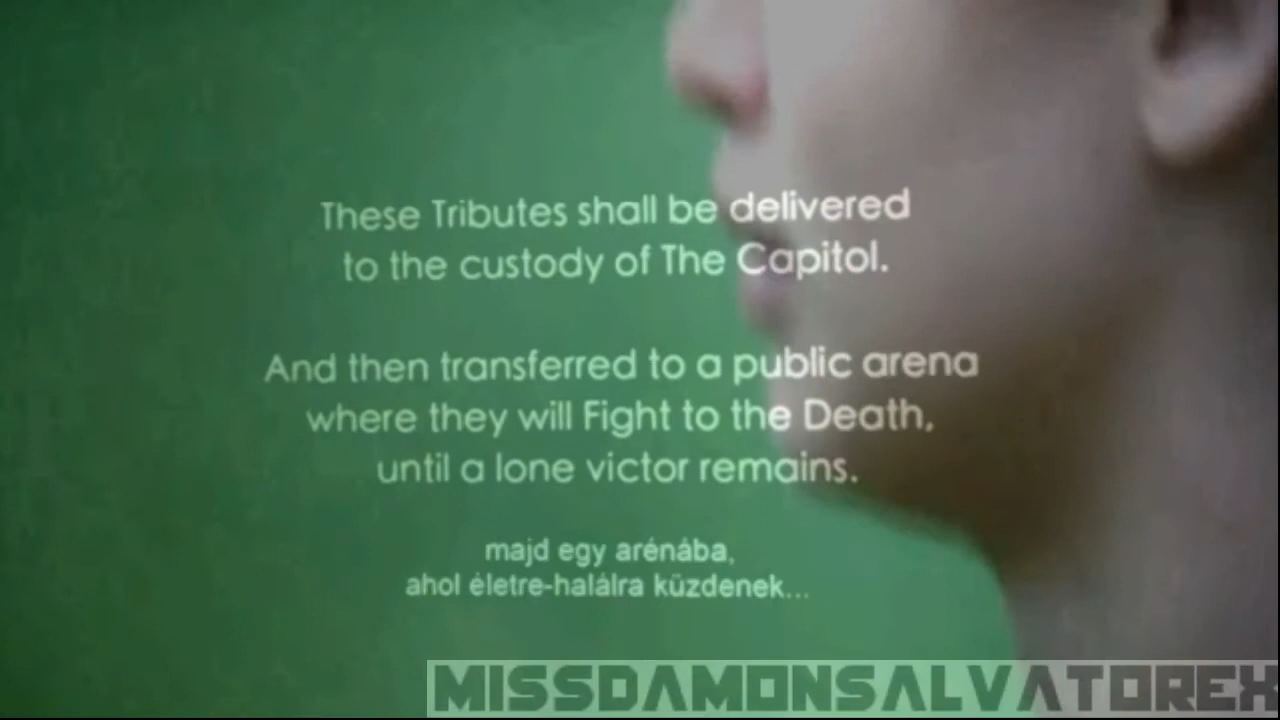 These Tributes shall be delivered
to the custody of The Capitol.
And then transferred to a public arena
where they will Fight to the Death,
until a lone victor remains.
majd egy arénába,
ahol életre-halálra küzdenek...
MISSDAMONSALVATOREX